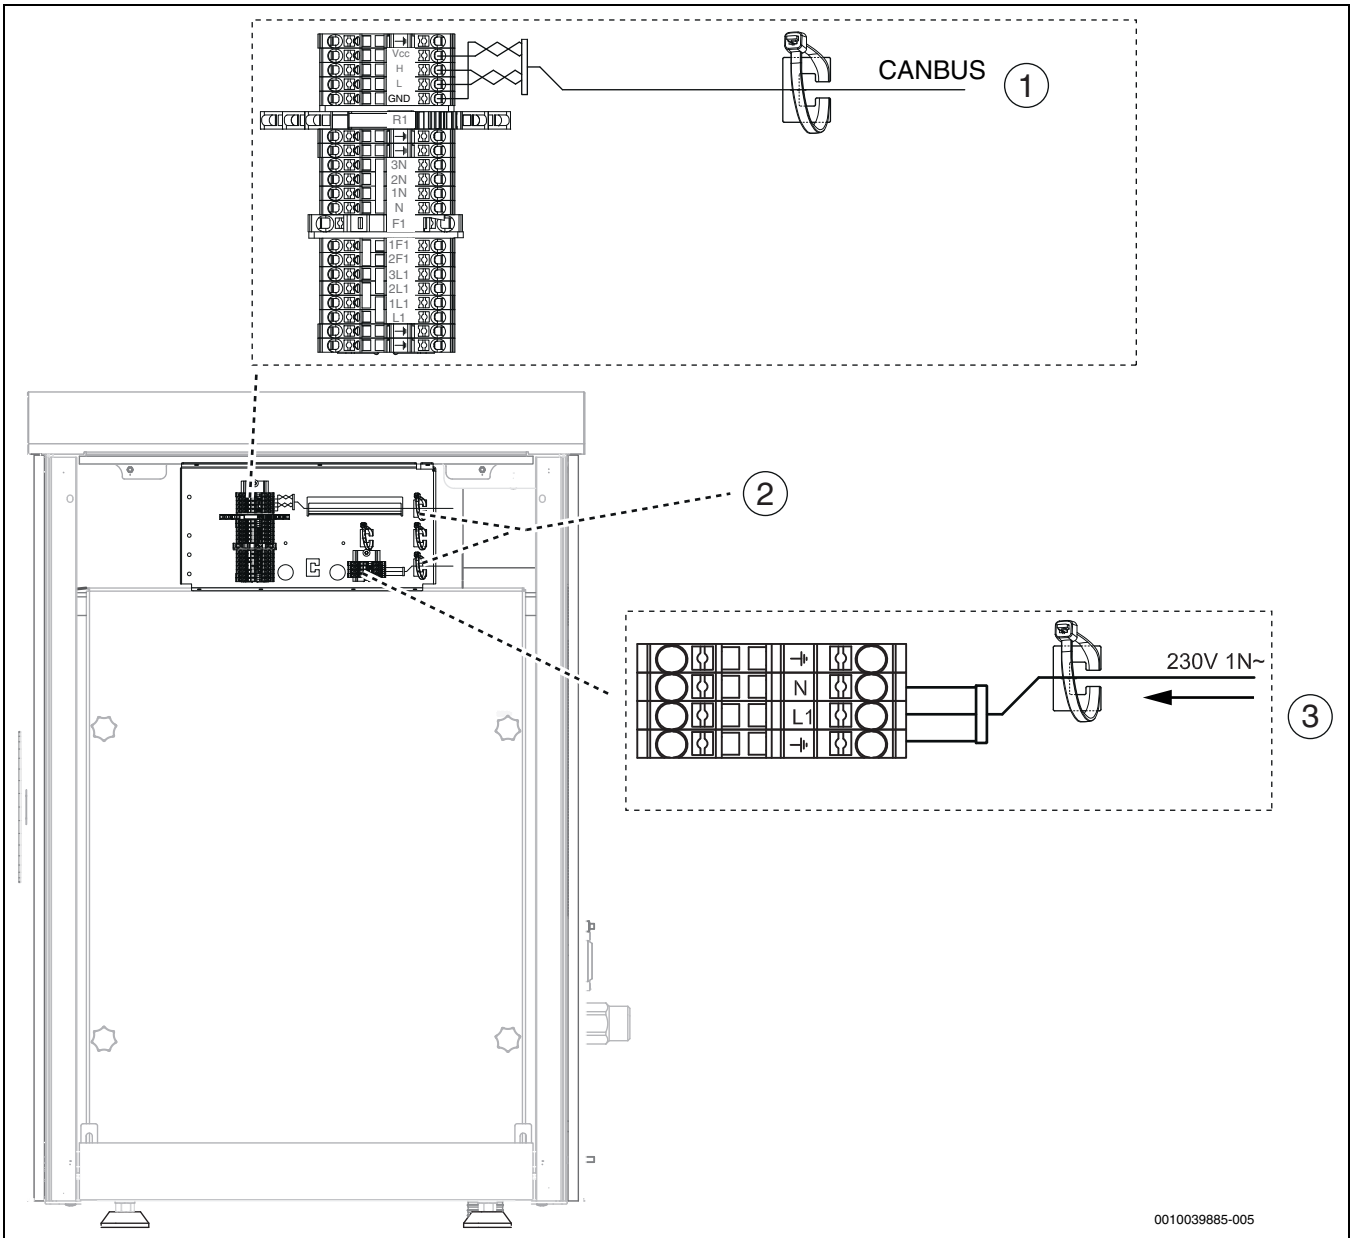 Vcc
H
L
GND
CANBUS
1
R1
3N
2N
1N
N
F1
1F1
2F1
3L1
2L1
1L1
L1
2
230V 1N~
N
L1
3
0010039885-005